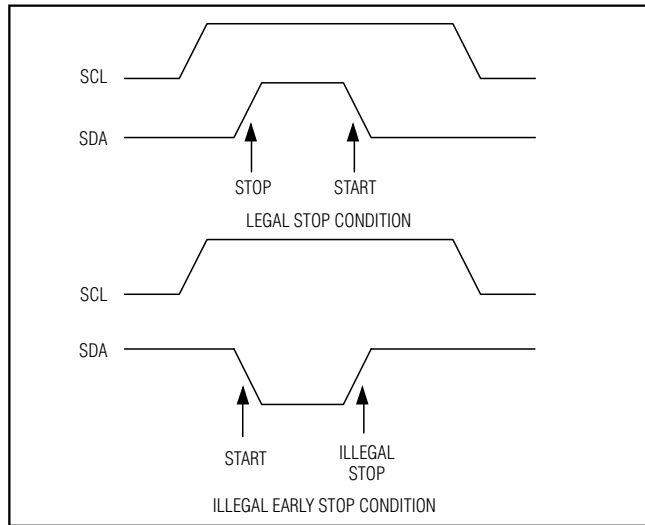 SCL
SDA
STOP START
LEGAL STOP CONDITION
SCL
SDA
START
ILLEGAL
STOP
ILLEGAL EARLY STOP CONDITION